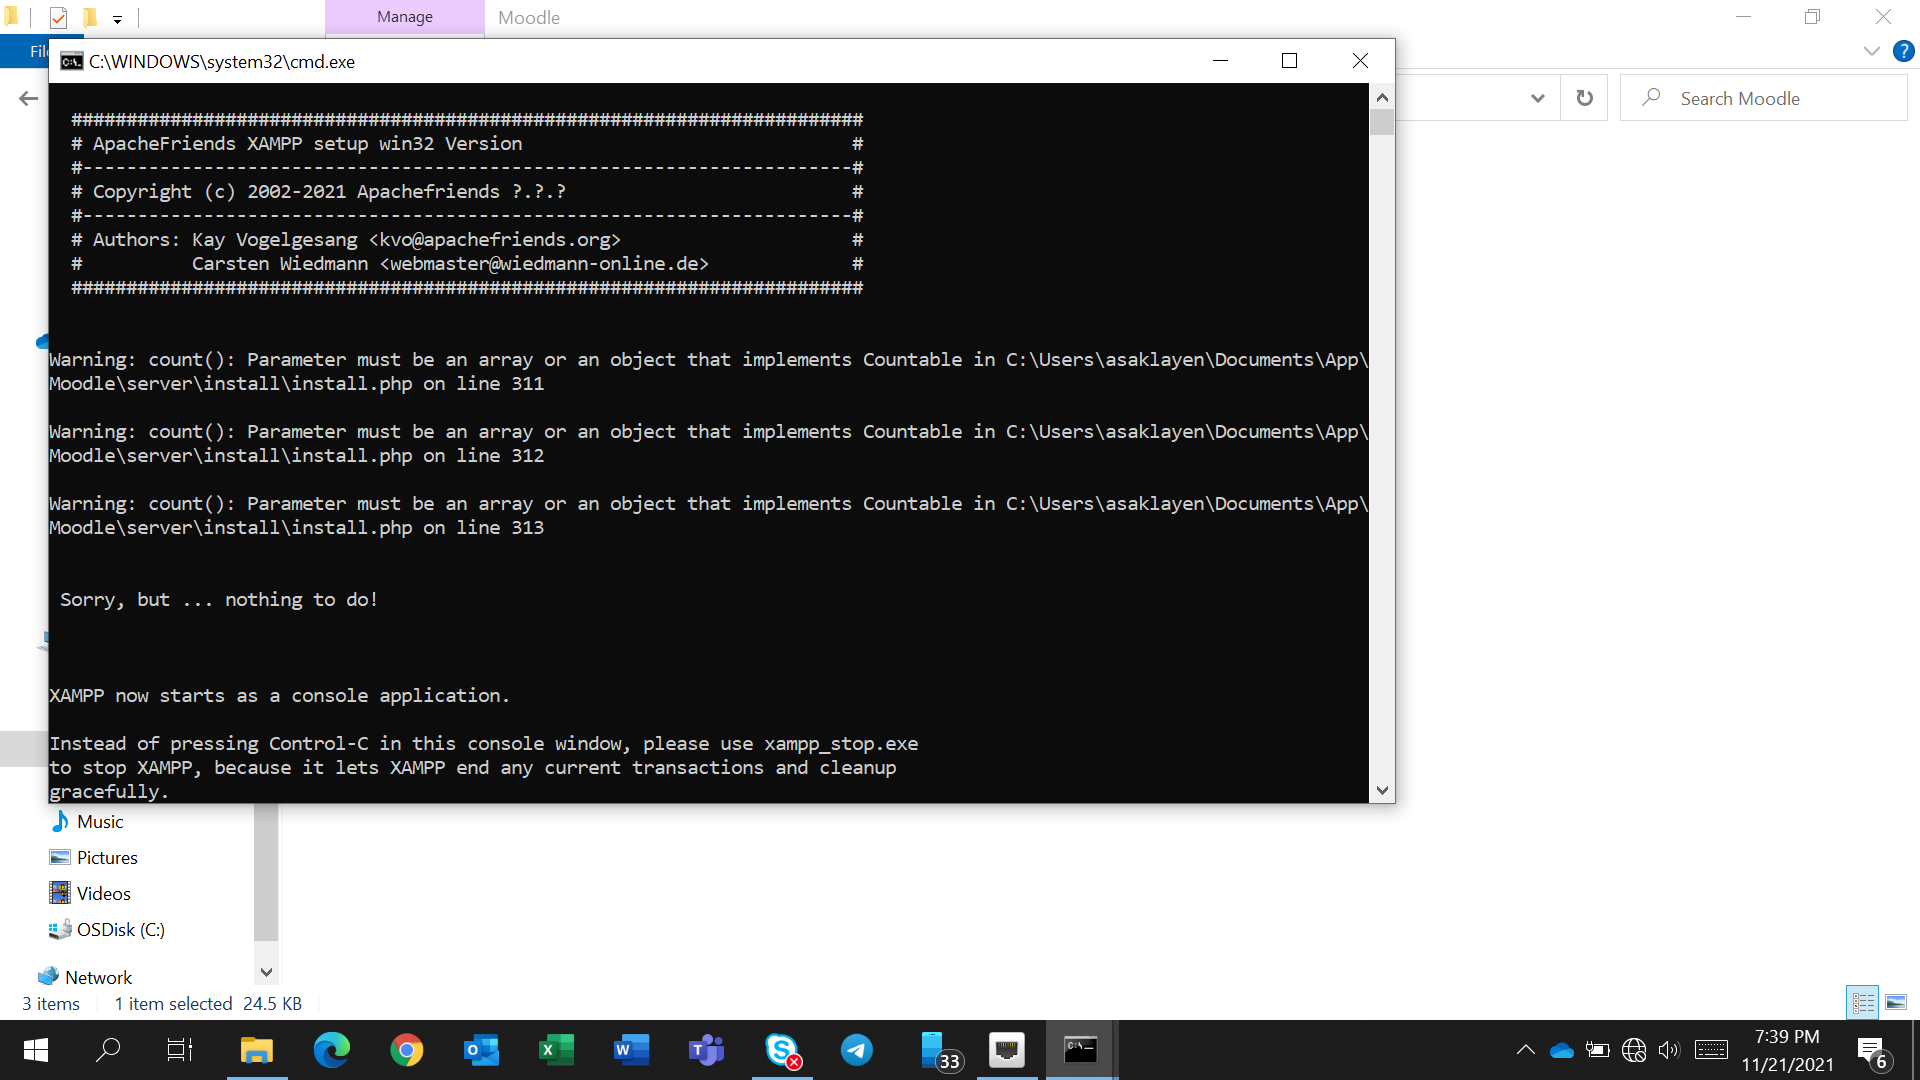 Manage
Moodle
Fil
C:\WINDOWS\system32\cmd.exe
Search Moodle
########################################################################
# ApacheFriends XAMPP setup win32 Version                              #
#----------------------------------------------------------------------#
# Copyright (c) 2002-2021 Apachefriends ?.?.?                          #
#----------------------------------------------------------------------#
# Authors: Kay Vogelgesang <kvo@apachefriends.org>                     #
#          Carsten Wiedmann <webmaster@wiedmann-online.de>             #
########################################################################
Warning: count(): Parameter must be an array or an object that implements Countable in C:\Users\asaklayen\Documents\App\
Moodle\server\install\install.php on line 311
Warning: count(): Parameter must be an array or an object that implements Countable in C:\Users\asaklayen\Documents\App\
Moodle\server\install\install.php on line 312
Warning: count(): Parameter must be an array or an object that implements Countable in C:\Users\asaklayen\Documents\App\
Moodle\server\install\install.php on line 313
Sorry, but ... nothing to do!
XAMPP now starts as a console application.
Instead of pressing Control-C in this console window, please use xampp_stop.exe
to stop XAMPP, because it lets XAMPP end any current transactions and cleanup
gracefully.
Music
Pictures
Videos
OSDisk (C:)
Network
3 items 1 item selected 24.5 KB
33
7:39 PM
11/21/2021
6